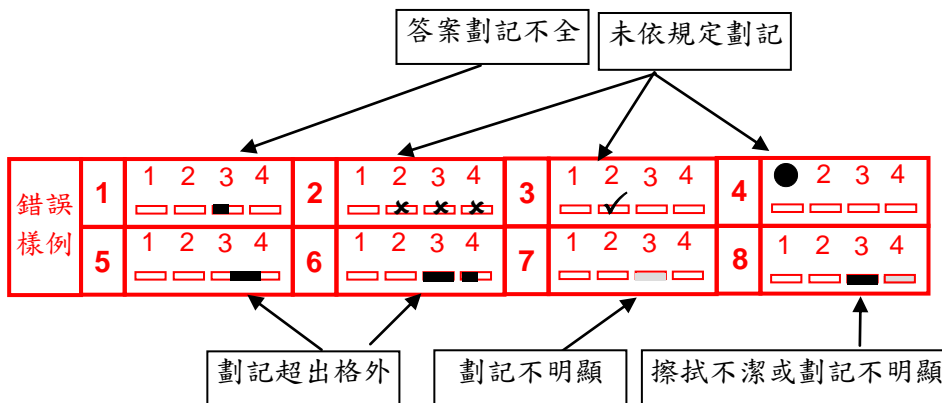 答案劃記不全
未依規定劃記
錯誤
樣例
1
1 2 3 4
2
1 2 3 4
3
1 2 3 4
4
2 3 4
5
1 2 3 4
6
1 2 3 4
7
1 2 3 4
8
1 2 3 4
劃記超出格外
劃記不明顯
擦拭不潔或劃記不明顯